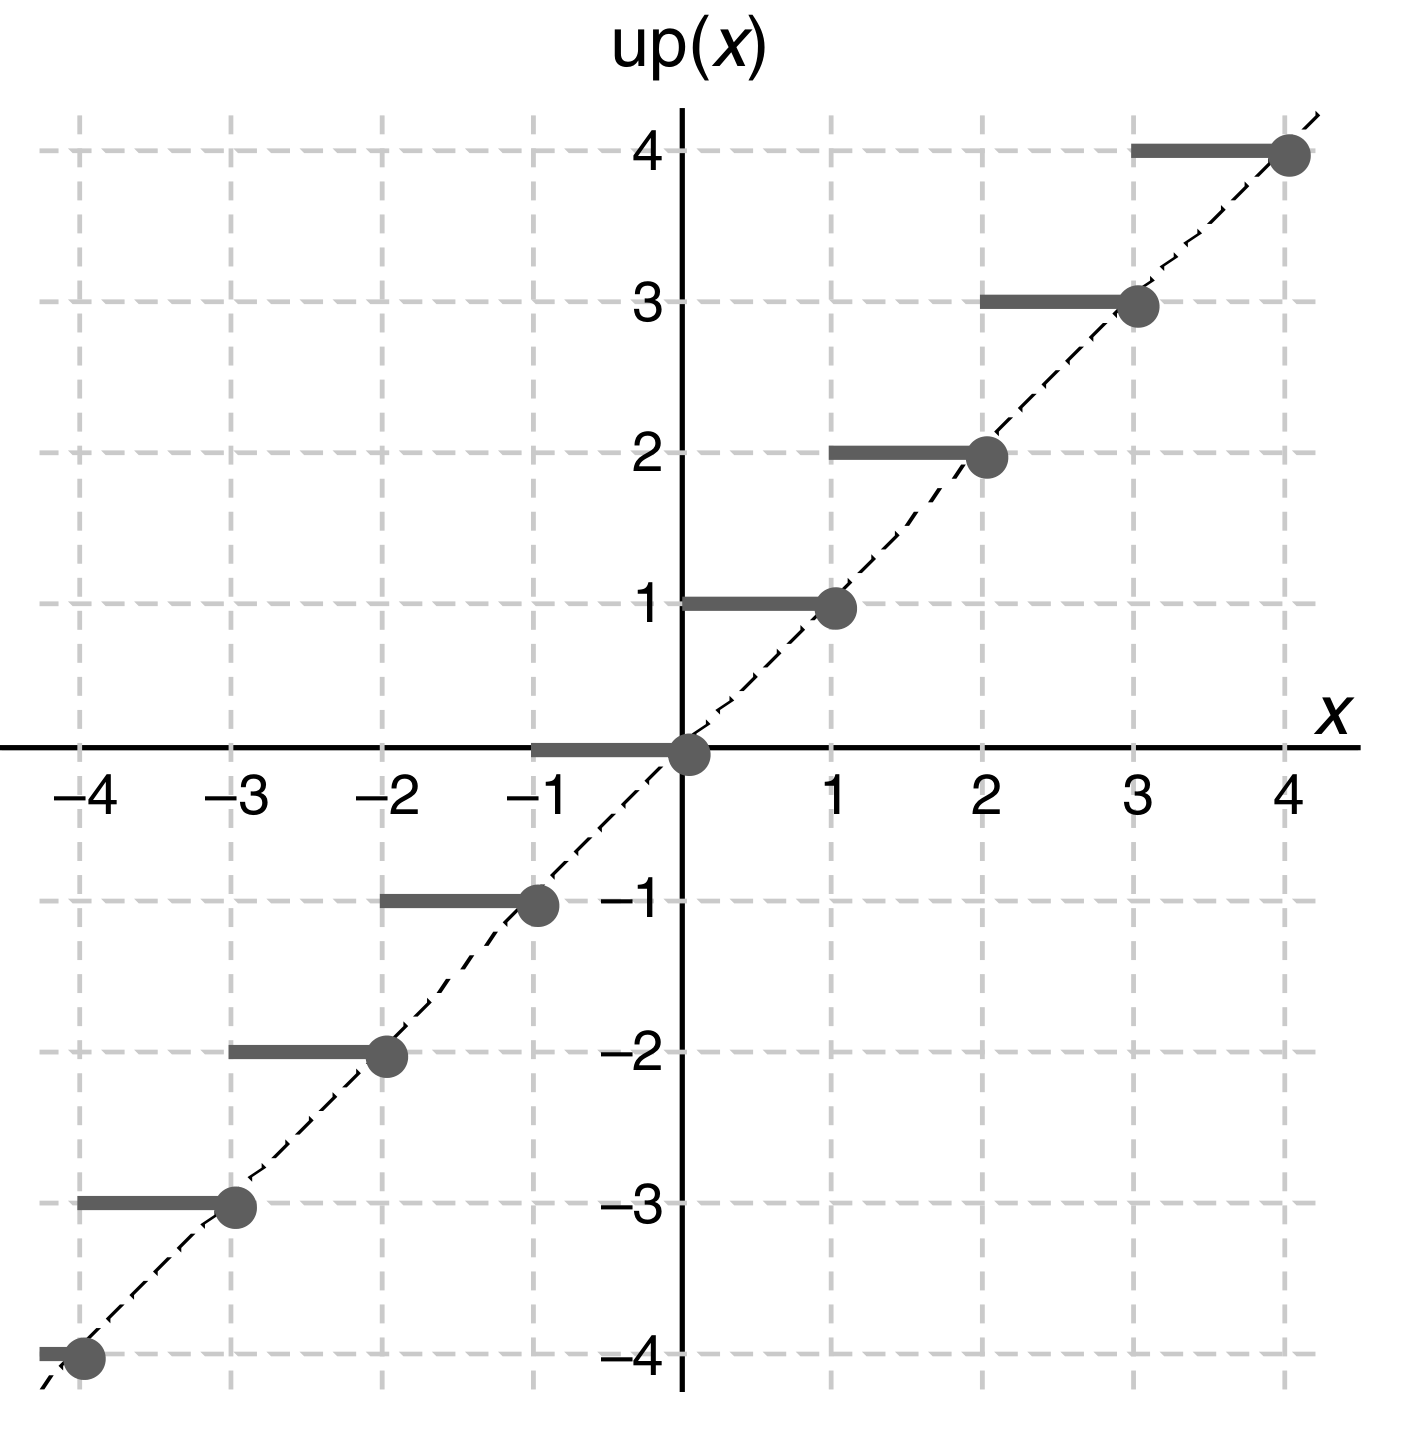 up(x)
4
3
2
1
x
–4 –3 –2 –1 1 2 3 4
–1
–2
–3
–4